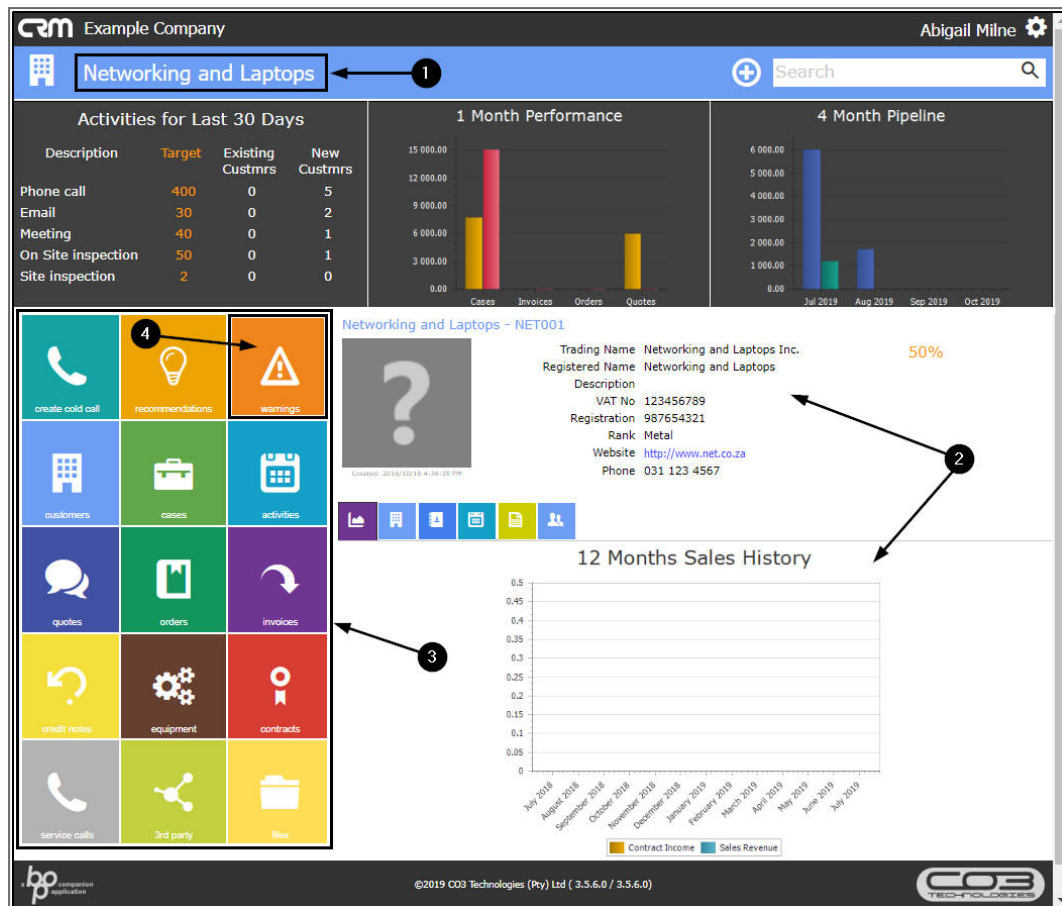 CRM Example Company
Abigail Milne
Networking and Laptops
1
Search
Activities for Last 30 Days
Description Target Existing Custmrs New Custmrs
Phone call 400 0 5
Email 30 0 2
Meeting 40 0 1
On Site inspection 50 0 1
Site inspection 2 0 0
1 Month Performance
15 000.00
12 000.00
9 000.00
6 000.00
3 000.00
0.00
Cases Invoices Orders Quotes
4 Month Pipeline
6 000.00
5 000.00
4 000.00
3 000.00
2 000.00
1 000.00
0.00
Jul 2019 Aug 2019 Sep 2019 Oct 2019
4
create cold call recommendations warnings
customers cases activities
quotes orders invoices
credit notes equipment contracts
service calls 3rd party files
3
Networking and Laptops - NET001
?
Created: 2016/10/18 4:36:35 PM
Trading Name Networking and Laptops Inc.
Registered Name Networking and Laptops
Description
VAT No 123456789
Registration 987654321
Rank Metal
Website http://www.net.co.za
Phone 031 123 4567
50%
2
12 Months Sales History
0.5
0.45
0.4
0.35
0.3
0.25
0.2
0.15
0.1
0.05
0
July 2018 August 2018 September 2018 October 2018 November 2018 December 2018 January 2019 February 2019 March 2019 April 2019 May 2019 June 2019 July 2019
Contract Income Sales Revenue
a bp companion application
©2019 CO3 Technologies (Pty) Ltd ( 3.5.6.0 / 3.5.6.0)
CO3
TECHNOLOGIES